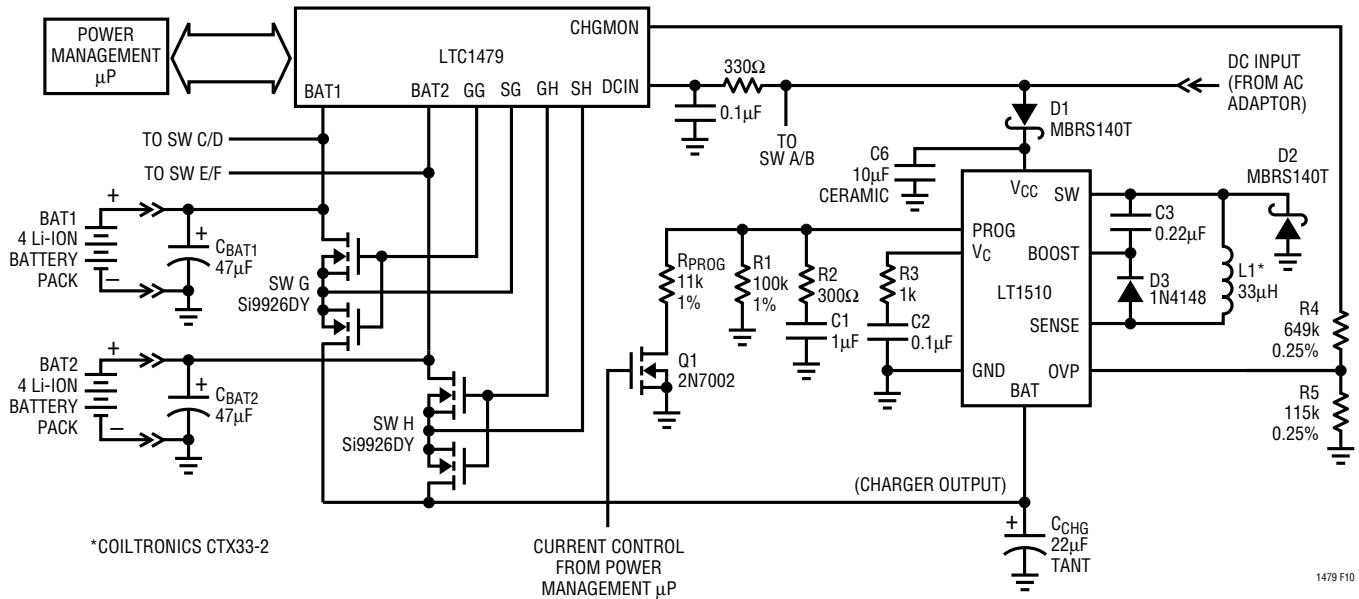 POWER
MANAGEMENT
µP
LTC1479
CHGMON
BAT1
BAT2
GG
SG
GH
SH
DCIN
330Ω
0.1µF
TO
SW A/B
DC INPUT
(FROM AC
ADAPTOR)
D1
MBRS140T
TO SW C/D
TO SW E/F
C6
10µF
CERAMIC
D2
MBRS140T
BAT1
4 Li-ION
BATTERY
PACK
+
–
+
CBAT1
47µF
SW G
Si9926DY
RPROG
11k
1%
R1
100k
1%
R2
300Ω
C1
1µF
R3
1k
C2
0.1µF
VCC
SW
PROG
VC
BOOST
LT1510
SENSE
GND
OVP
BAT
C3
0.22µF
D3
1N4148
L1*
33µH
R4
649k
0.25%
R5
115k
0.25%
BAT2
4 Li-ION
BATTERY
PACK
+
–
+
CBAT2
47µF
SW H
Si9926DY
Q1
2N7002
(CHARGER OUTPUT)
+
CCHG
22µF
TANT
*COILTRONICS CTX33-2
CURRENT CONTROL
FROM POWER
MANAGEMENT µP
1479 F10